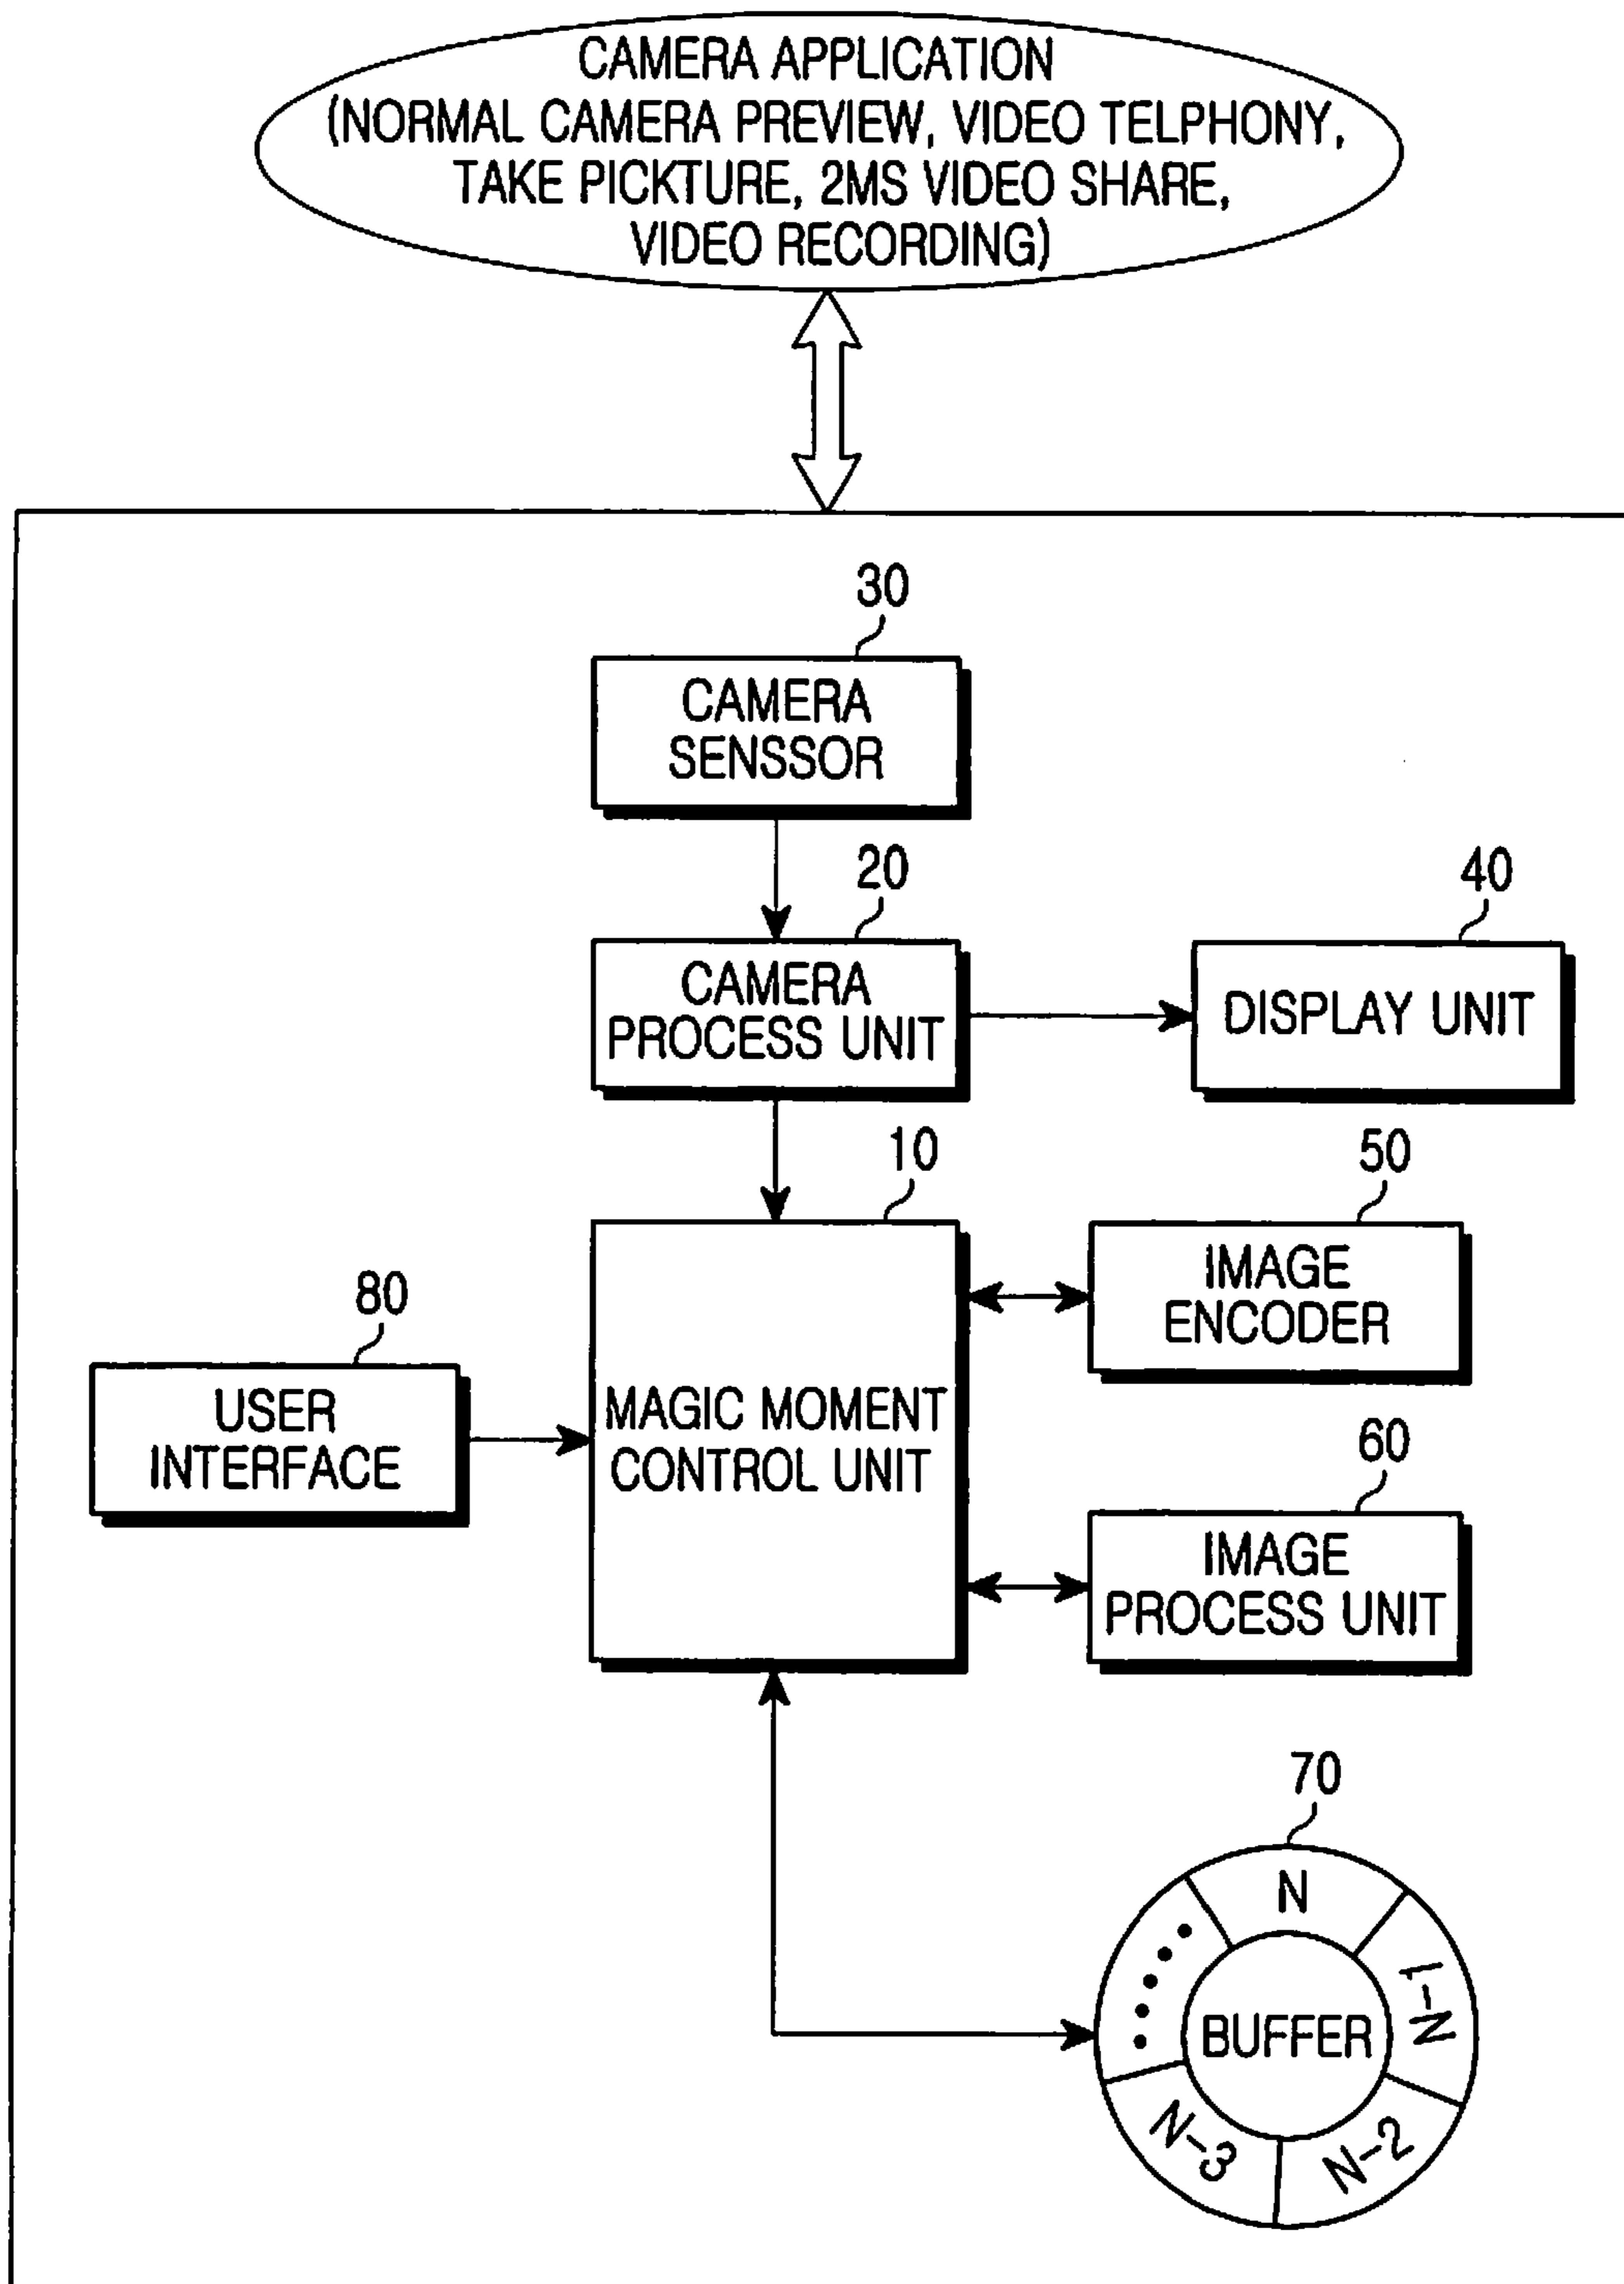 CAMERA APPLICATION
(NORMAL CAMERA PREVIEW, VIDEO TELPHONY,
TAKE PICKTURE, 2MS VIDEO SHARE,
VIDEO RECORDING)
30
CAMERA
SENSSOR
20
CAMERA
PROCESS UNIT
40
DISPLAY UNIT
10
MAGIC MOMENT
CONTROL UNIT
50
IMAGE
ENCODER
80
USER
INTERFACE
60
IMAGE
PROCESS UNIT
70
N
N-1
N-2
N-3
BUFFER